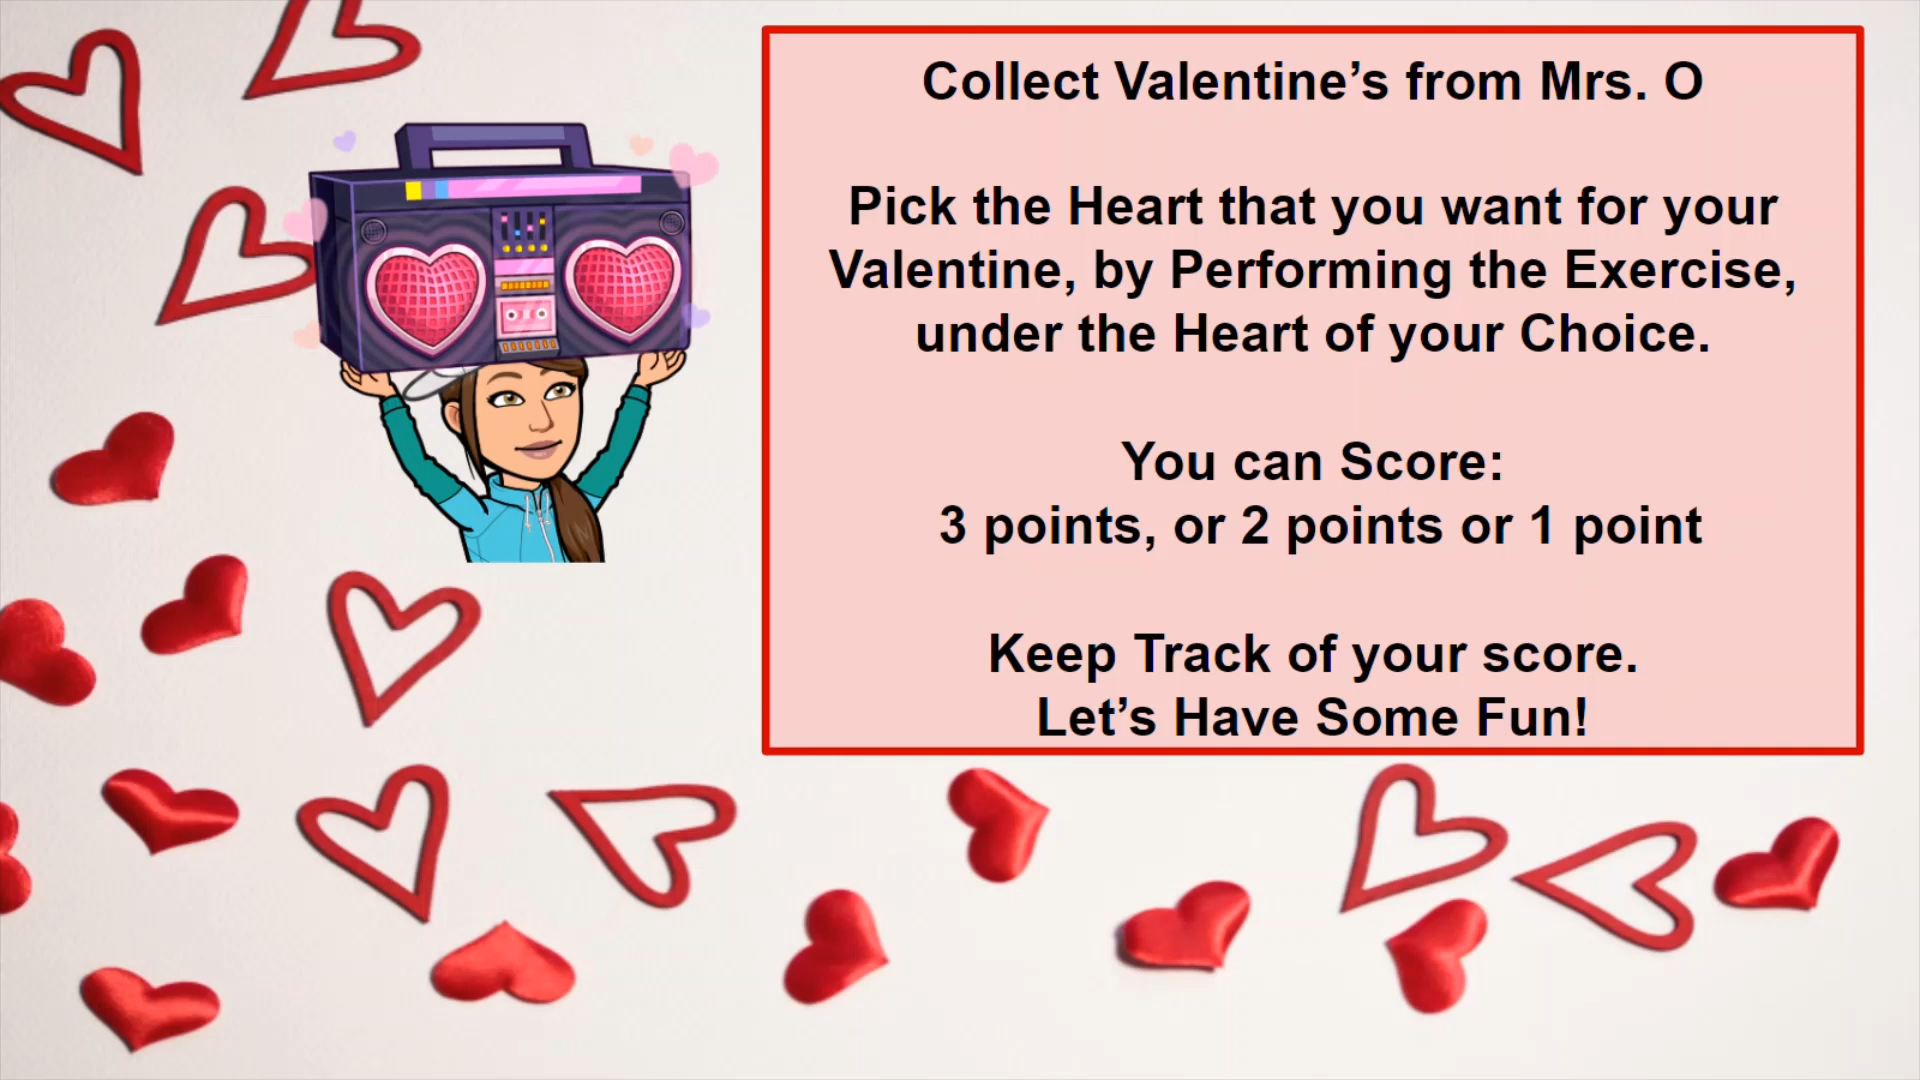 Collect Valentine’s from Mrs. O
Pick the Heart that you want for your
Valentine, by Performing the Exercise,
under the Heart of your Choice.
You can Score:
3 points, or 2 points or 1 point
Keep Track of your score.
Let’s Have Some Fun!